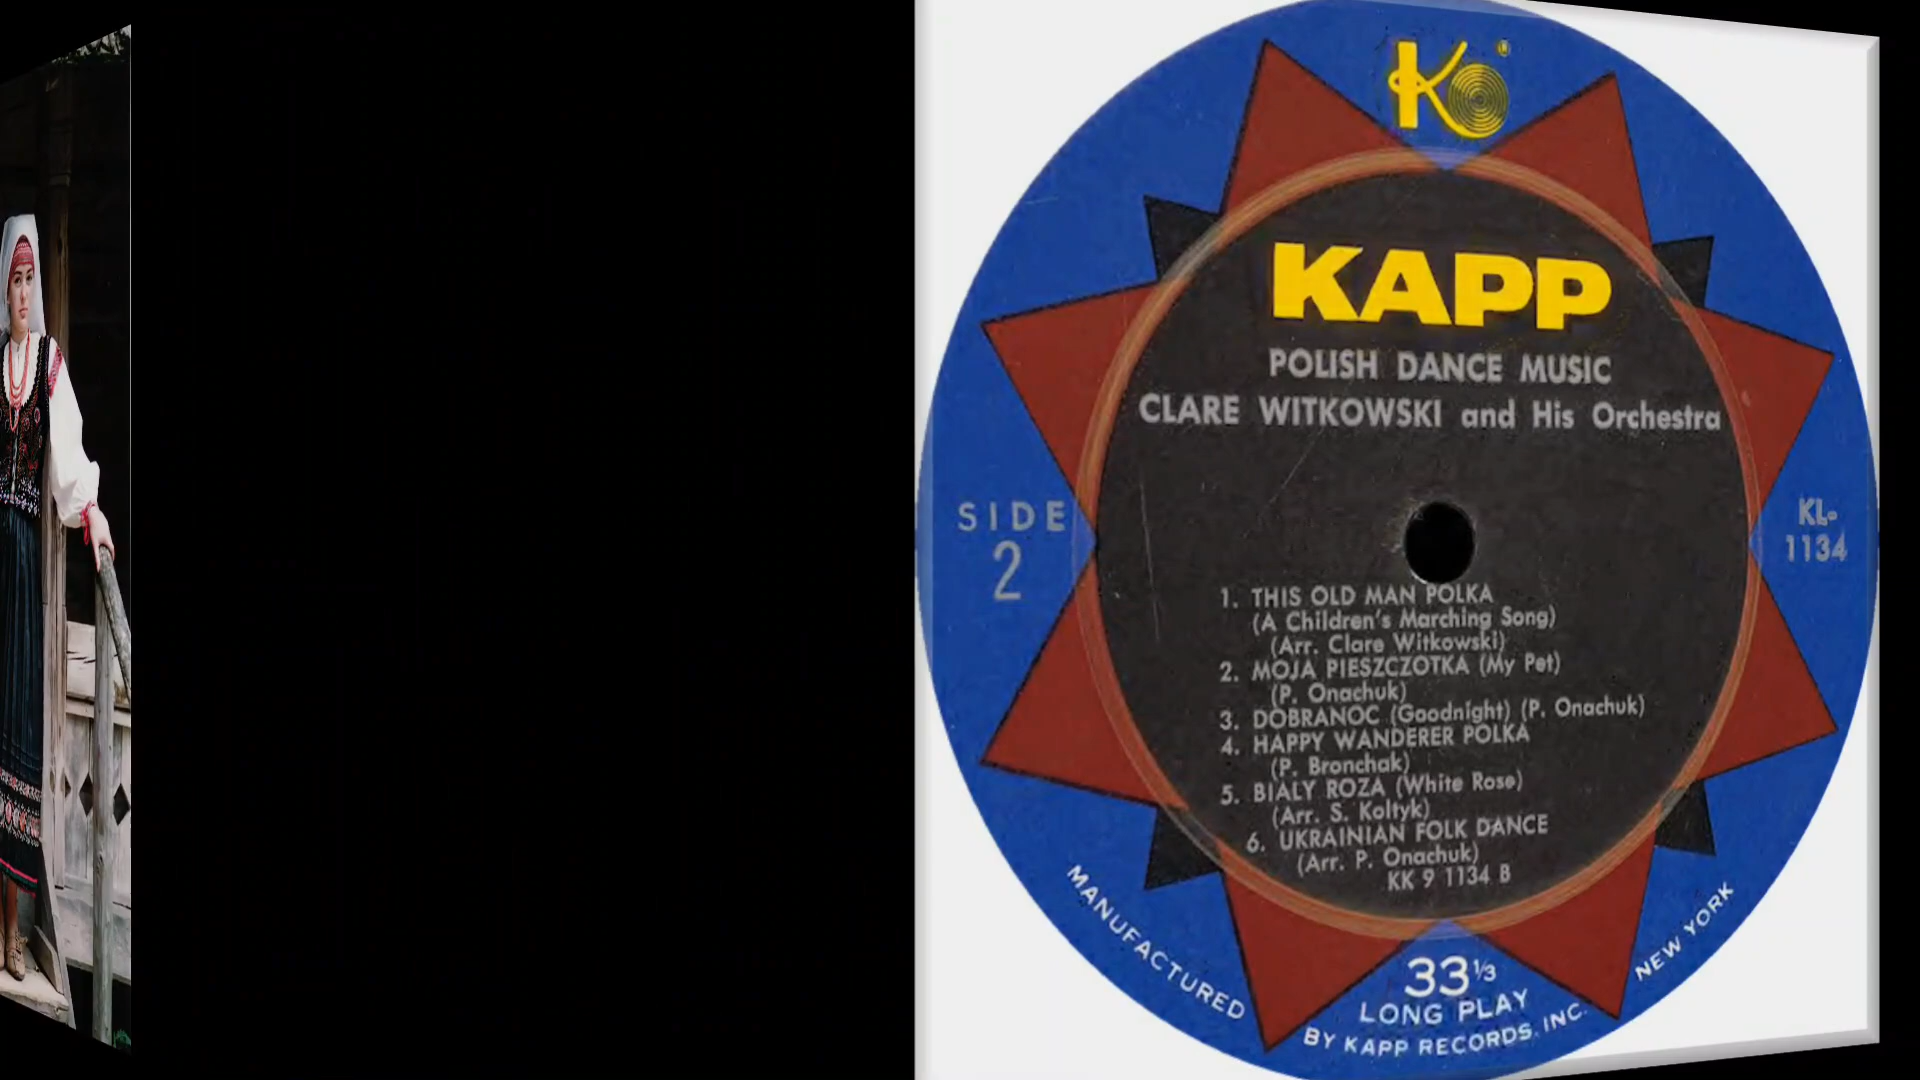 K
KAPP
POLISH DANCE MUSIC
CLARE WITKOWSKI and His Orchestra
SIDE
2
KL-
1134
1. THIS OLD MAN POLKA
(A Children's Marching Song)
(Arr. Clare Witkowski)
2. MOJA PIESZCZOTKA (My Pet)
(P. Onachuk)
3. DOBRANOC (Goodnight) (P. Onachuk)
4. HAPPY WANDERER POLKA
(P. Bronchak)
5. BIALY ROZA (White Rose)
(Arr. S. Koltyk)
6. UKRAINIAN FOLK DANCE
(Arr. P. Onachuk)
KK 9 1134 B
33⅓
LONG PLAY
MANUFACTURED BY KAPP RECORDS, INC. NEW YORK